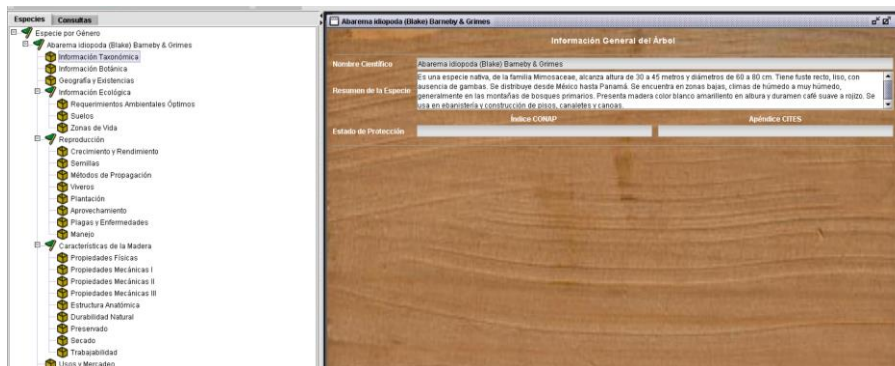 Especies Consultas
Especie por Género
Abarema idiopoda (Blake) Barneby & Grimes
Información Taxonómica
Información Botánica
Geografía y Existencias
Información Ecológica
Requerimientos Ambientales Óptimos
Suelos
Zonas de Vida
Reproducción
Crecimiento y Rendimiento
Semillas
Métodos de Propagación
Viveros
Plantación
Aprovechamiento
Plagas y Enfermedades
Manejo
Características de la Madera
Propiedades Físicas
Propiedades Mecánicas I
Propiedades Mecánicas II
Propiedades Mecánicas III
Estructura Anatómica
Durabilidad Natural
Preservado
Secado
Trabajabilidad
Usos y Mercadeo
Abarema idiopoda (Blake) Barneby & Grimes
Información General del Árbol
Nombre Científico Abarema idiopoda (Blake) Barneby & Grimes
Resumen de la Especie
Es una especie nativa, de la familia Mimosaceae, alcanza altura de 30 a 45 metros y diámetros de 60 a 80 cm. Tiene fuste recto, liso, con
ausencia de gambas. Se distribuye desde México hasta Panamá. Se encuentra en zonas bajas, climas de húmedo a muy húmedo,
generalmente en las montañas de bosques primarios. Presenta madera color blanco amarillento en albura y duramen café suave a rojizo. Se
usa en ebanistería y construcción de pisos, canaletes y canoas.
Índice CONAP Apéndice CITES
Estado de Protección